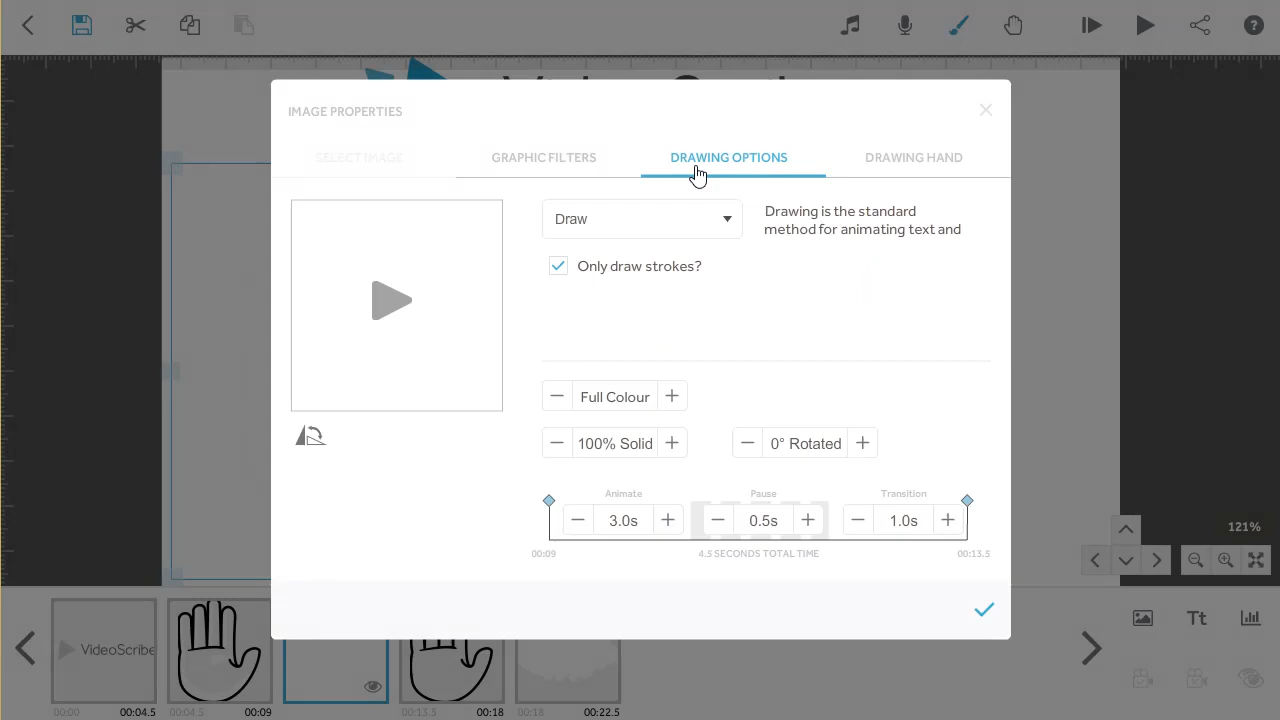 IMAGE PROPERTIES
SELECT IMAGE
GRAPHIC FILTERS
DRAWING OPTIONS
DRAWING HAND
Draw
Drawing is the standard
method for animating text and
Only draw strokes?
Full Colour
100% Solid
0° Rotated
Animate
Pause
Transition
3.0s
0.5s
1.0s
00:09
4.5 SECONDS TOTAL TIME
00:13.5
121%
VideoScribe
Tt
00:00
00:04.5
00:04.5
00:09
00:13.5
00:18
00:18
00:22.5